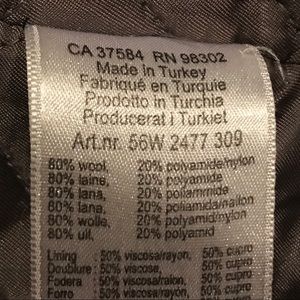 CA 37584 RN 98302
Made in Turkey
Fabriqué en Turquie
Prodotto in Turchia
Producerat i Turkiet
Art.nr. 56W 2477 309
80% wool, 20% polyamide/nylon
80% laine, 20% polyamide
80% lana, 20% poliammide
80% lana, 20% poliamida/nailon
80% wolle, 20% polyamid/nylon
80% ull, 20% polyamid
Lining : 50% viscosa/rayon, 50% cupro
Doublure : 50% viscose, 50% cupro
Fodera : 50% viscosa/raion, 50% cupro
Forro : 50% viscosa/rayón, 50% cupro